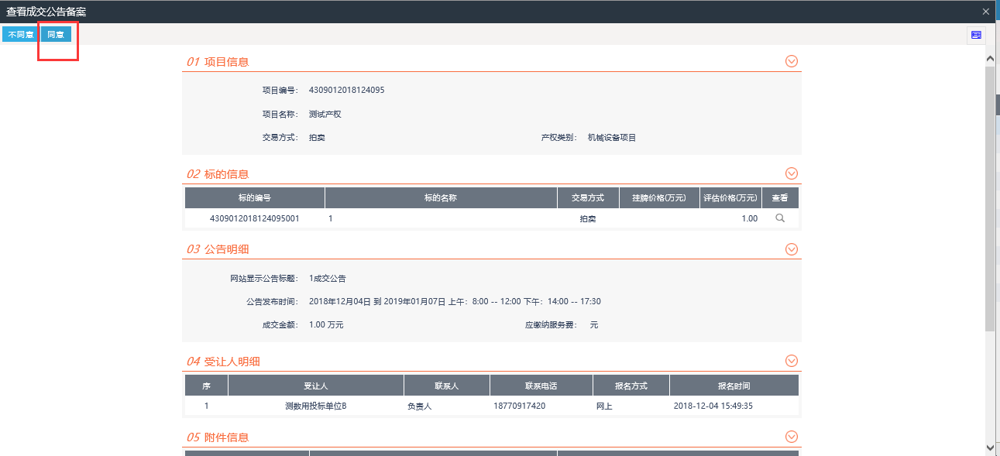 查看成交公告备案
不同意 同意
01 项目信息
项目编号: 4309012018124095
项目名称: 测试产权
交易方式: 拍卖 产权类别: 机械设备项目
02 标的信息
标的编号 标的名称 交易方式 挂牌价格(万元) 评估价格(万元) 查看
4309012018124095001 1 拍卖 1.00
03 公告明细
网站显示公告标题: 1成交公告
公告发布时间: 2018年12月04日 到 2019年01月07日 上午: 8:00 -- 12:00 下午: 14:00 -- 17:30
成交金额: 1.00 万元 应缴纳服务费: 元
04 受让人明细
序 受让人 联系人 联系电话 报名方式 报名时间
1 测数用投标单位B 负责人 18770917420 网上 2018-12-04 15:49:35
05 附件信息